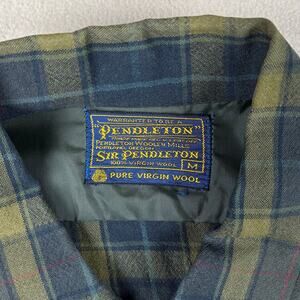 WARRANTED TO BE A
"PENDLETON"
PENDLETON WOOLEN MILLS
PORTLAND, OREGON
SIR PENDLETON
100% VIRGIN WOOL M
PURE VIRGIN WOOL